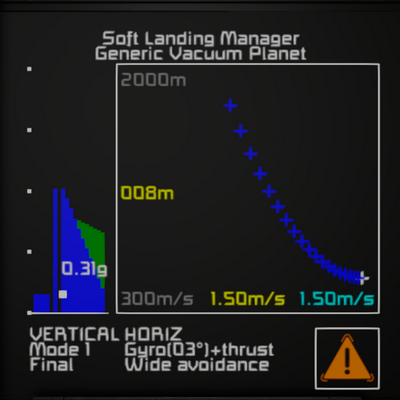 Soft Landing Manager
Generic Vacuum Planet
2000m
008m
0.31g
300m/s 1.50m/s 1.50m/s
VERTICAL HORIZ
Mode 1 Gyro(03°)+thrust
Final Wide avoidance